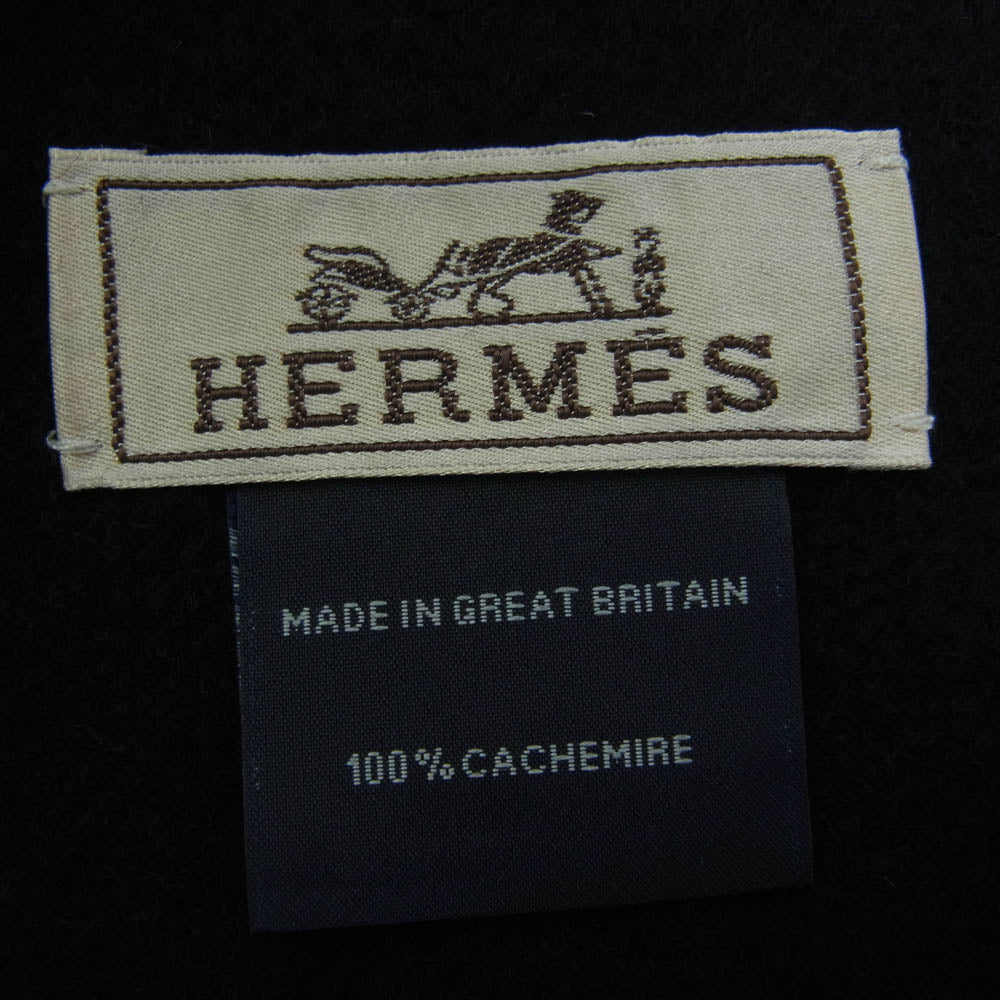 HERMÈS
MADE IN GREAT BRITAIN
100% CACHEMIRE